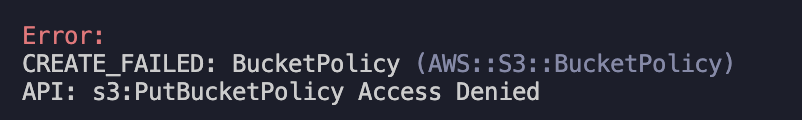 Error:
CREATE_FAILED: BucketPolicy (AWS::S3::BucketPolicy)
API: s3:PutBucketPolicy Access Denied